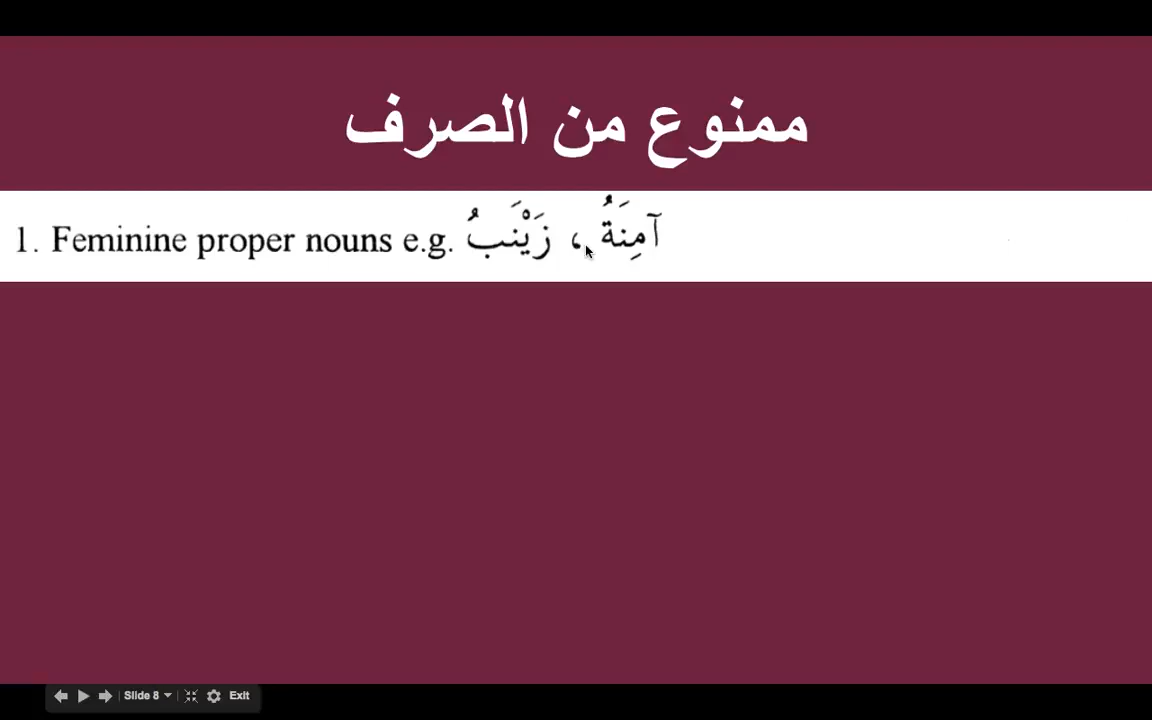 ممنوع من الصرف
1. Feminine proper nouns e.g. آمِنَةُ ، زَيْنَبُ
Slide 8
Exit